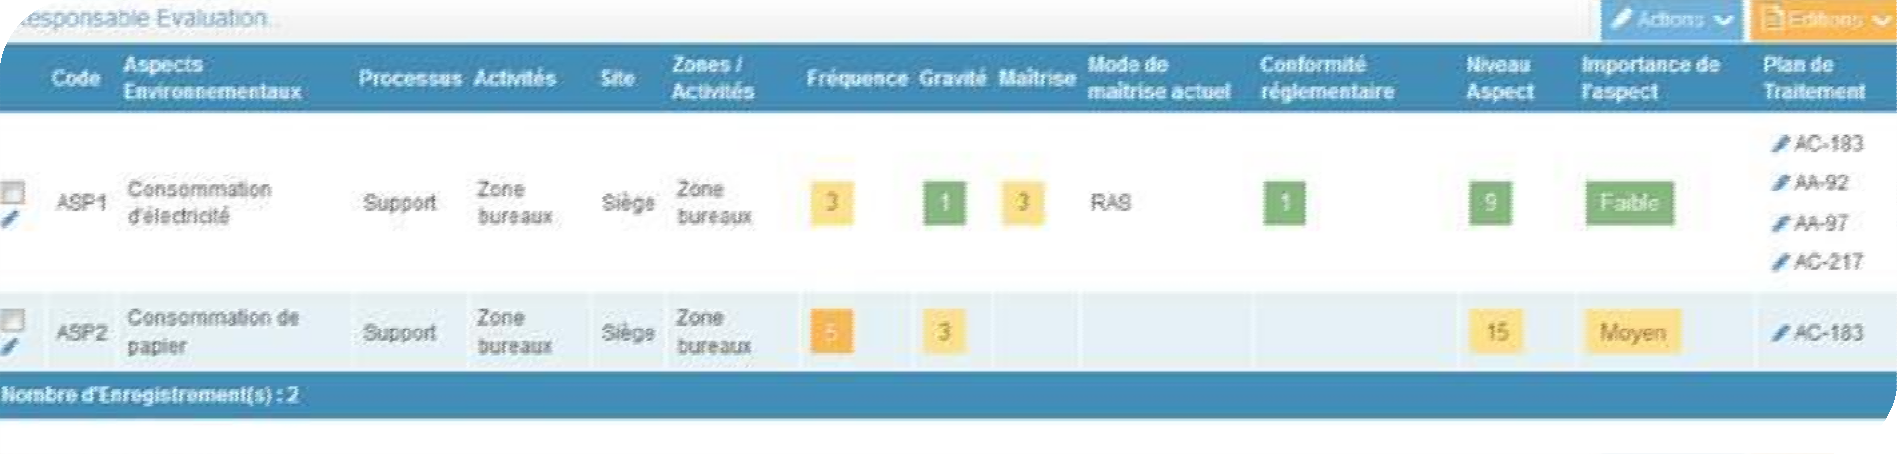 Responsable Evaluation..
Actions
Editions
Code
Aspects
Environnementaux
Processus
Activités
Site
Zones /
Activités
Fréquence
Gravité
Maîtrise
Mode de
maîtrise actuel
Conformité
réglementaire
Niveau
Aspect
Importance de
l'aspect
Plan de
Traitement
ASP1
Consommation
d'électricité
Support
Zone
bureaux
Siège
Zone
bureaux
3
1
3
RAS
1
9
Faible
AC-183
AA-92
AA-97
AC-217
ASP2
Consommation de
papier
Support
Zone
bureaux
Siège
Zone
bureaux
5
3
15
Moyen
AC-183
Nombre d'Enregistrement(s) : 2